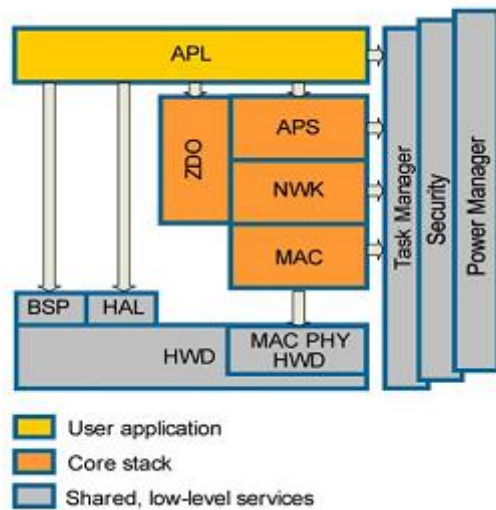 APL
ZDO
APS
NWK
MAC
BSP
HAL
HWD
MAC PHY
HWD
Task Manager
Security
Power Manager
User application
Core stack
Shared, low-level services